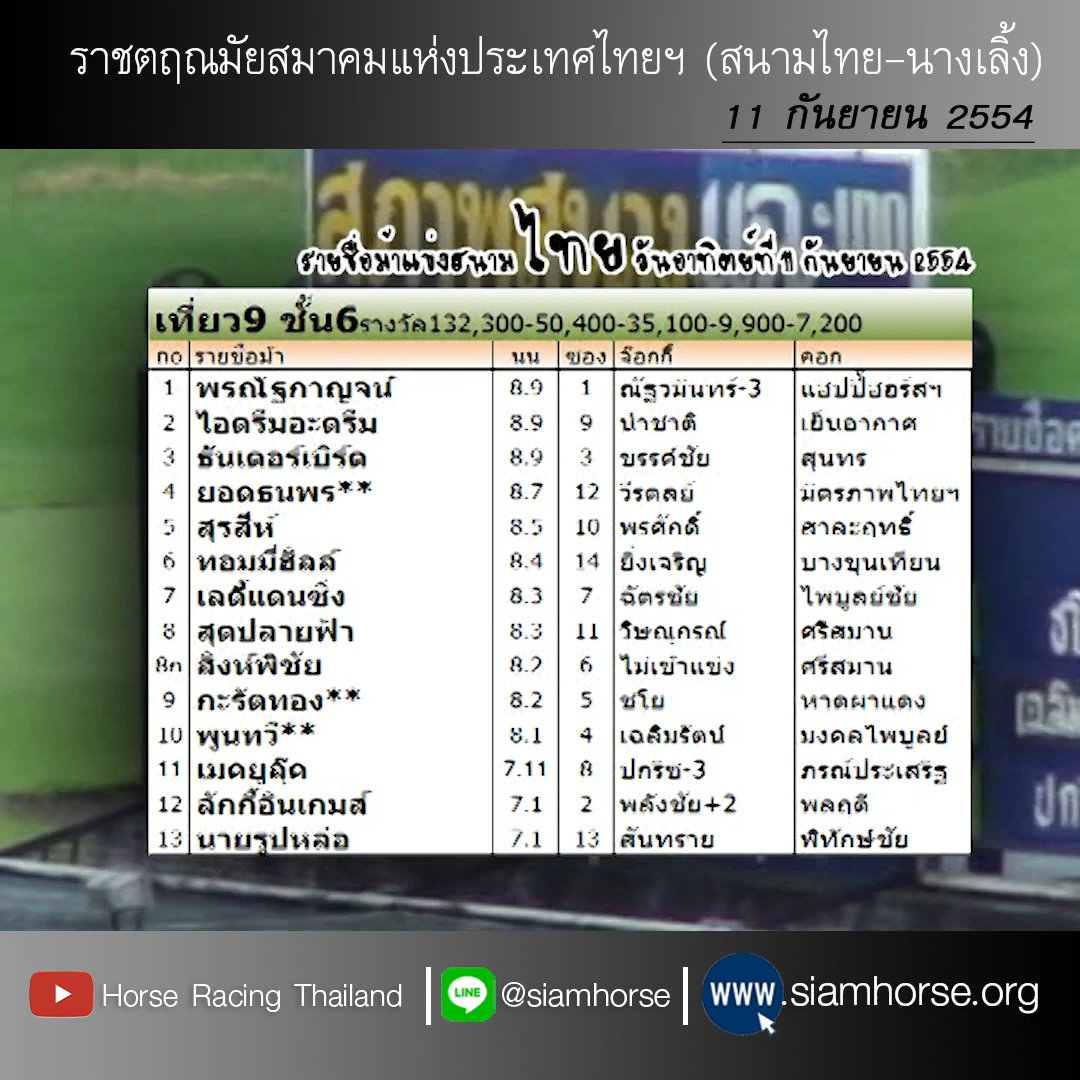 ราชตฤณมัยสมาคมแห่งประเทศไทยฯ (สนามไทย-นางเลิ้ง)
11 กันยายน 2554
สภาพสนาม
รายชื่อม้าแข่งสนาม ไทย วันอาทิตย์ที่ 11 กันยายน 2554
เที่ยว9 ชั้น6รางวัล132,300-50,400-35,100-9,900-7,200
no รายชื่อม้า นน ซอง จ๊อกกี้ คอก
1 พรณัฐกาญจน์ 8.9 1 ณัฐวมินทร์-3 แฮปปี้ฮอร์สฯ
2 ไอดรีมอะดรีม 8.9 9 นำชาติ เย็นอากาศ
3 ธันเดอร์เบิร์ด 8.9 3 บรรค์ชัย สุนทร
4 ยอดธนพร** 8.7 12 วีรดลย์ มิตรภาพไทยฯ
5 สุรสีห์ 8.5 10 พรศักดิ์ ศาละฤทธิ์
6 ทอมมี่ฮิลล์ 8.4 14 ยิ่งเจริญ บางขุนเทียน
7 เลดี้แดนซิ่ง 8.3 7 ฉัตรชัย ไพบูลย์ชัย
8 สุดปลายฟ้า 8.3 11 วิษณุกรณ์ ศรีสมาน
8ก สิงห์พิชัย 8.2 6 ไม่เข้าแข่ง ศรีสมาน
9 กะรัตทอง** 8.2 5 ชโย หาดผาแดง
10 พูนทวี** 8.1 4 เฉลิมรัตน์ มงคลไพบูลย์
11 เมดยูลุ๊ค 7.11 8 ปกรัช-3 ภรณ์ประเสริฐ
12 ลักกี้อินเกมส์ 7.1 2 พลังชัย+2 พลฤดี
13 นายรูปหล่อ 7.1 13 สันทราย พิทักษ์ชัย
Horse Racing Thailand
LINE @siamhorse
www.siamhorse.org